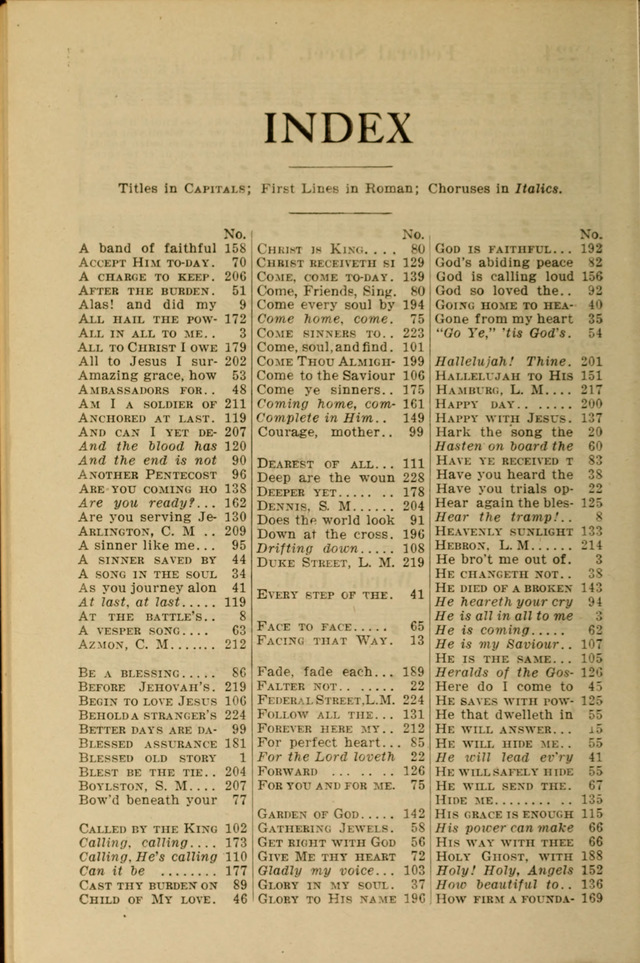 INDEX
Titles in CAPITALS; First Lines in Roman; Choruses in Italics.
No.
A band of faithful 158
ACCEPT HIM TO-DAY. 70
A CHARGE TO KEEP. 206
AFTER THE BURDEN. 51
Alas! and did my 9
ALL HAIL THE POW- 172
ALL IN ALL TO ME.. 3
ALL TO CHRIST I OWE 179
All to Jesus I sur- 202
Amazing grace, how 53
AMBASSADORS FOR.. 48
AM I A SOLDIER OF 211
ANCHORED AT LAST. 119
AND CAN I YET DE- 207
And the blood has 120
And the end is not 90
ANOTHER PENTECOST 96
ARE YOU COMING HO 138
Are you ready?... 162
Are you serving Je- 130
ARLINGTON, C. M .. 209
A sinner like me... 95
A SINNER SAVED BY 44
A SONG IN THE SOUL 34
As you journey alon 41
At last, at last..... 119
AT THE BATTLE'S.. 8
A VESPER SONG.... 63
AZMON, C. M....... 212
BE A BLESSING..... 86
BEFORE JEHOVAH'S. 219
BEGIN TO LOVE JESUS 106
BEHOLD A STRANGER'S 224
BETTER DAYS ARE DA- 99
BLESSED ASSURANCE 181
BLESSED OLD STORY 1
BLEST BE THE TIE.. 204
BOYLSTON, S. M.... 207
Bow'd beneath your 77
CALLED BY THE KING 102
Calling, calling.... 173
Calling, He's calling 110
Can it be ........ 177
CAST THY BURDEN ON 89
CHILD OF MY LOVE. 46
No.
CHRIST IS KING.... 80
CHRIST RECEIVETH SI 129
COME, COME TO-DAY. 139
Come, Friends, Sing. 80
Come every soul by 194
Come home, come. 75
COME SINNERS TO.. 223
Come, soul, and find. 101
COME THOU ALMIGH- 199
Come to the Saviour 106
Come ye sinners.. 175
Coming home, com- 161
Complete in Him.. 149
Courage, mother.. 99
DEAREST OF ALL... 111
Deep are the woun 228
DEEPER YET...... 178
DENNIS, S. M...... 204
Does the world look 91
Down at the cross. 196
Drifting down..... 108
DUKE STREET, L. M. 219
EVERY STEP OF THE. 41
FACE TO FACE..... 65
FACING THAT WAY. 13
Fade, fade each... 189
FALTER NOT....... 22
FEDERAL STREET,L.M. 224
FOLLOW ALL THE... 131
FOREVER HERE MY.. 212
For perfect heart... 85
For the Lord loveth 22
FORWARD ....... 126
FOR YOU AND FOR ME. 75
GARDEN OF GOD..... 142
GATHERING JEWELS. 58
GET RIGHT WITH GOD 56
GIVE ME THY HEART 72
Gladly my voice... 103
GLORY IN MY SOUL. 37
GLORY TO HIS NAME 196
No.
GOD IS FAITHFUL... 192
God's abiding peace 82
God is calling loud 156
God so loved the.. 92
GOING HOME TO HEA- 40
Gone from my heart 35
"Go Ye," 'tis God's. 54
Hallelujah! Thine. 201
HALLELUJAH TO HIS 151
HAMBURG, L. M.... 217
HAPPY DAY.. ...... 200
HAPPY WITH JESUS. 137
Hark the song the 20
Hasten on board the 60
HAVE YE RECEIVED T 83
Have you heard the 38
Have you trials op- 22
Hear again the bles- 125
Hear the tramp!.. 8
HEAVENLY SUNLIGHT 133
HEBRON, L. M...... 214
He bro't me out of. 3
HE CHANGETH NOT.. 38
HE DIED OF A BROKEN 143
He heareth your cry 94
He is all in all to me 3
He is coming..... 62
He is my Saviour.. 107
HE IS THE SAME... 105
Heralds of the Gos- 126
Here do I come to 45
HE SAVES WITH POW- 125
He that dwelleth in 55
HE WILL ANSWER... 15
HE WILL HIDE ME.. 55
He will lead ev'ry 41
HE WILL SAFELY HIDE 55
HE WILL SEND THE. 67
HIDE ME.......... 135
HIS GRACE IS ENOUGH 115
His power can make 66
HIS WAY WITH THEE 66
HOLY GHOST, WITH 188
Holy! Holy, Angels 152
How beautiful to.. 136
HOW FIRM A FOUNDA- 169